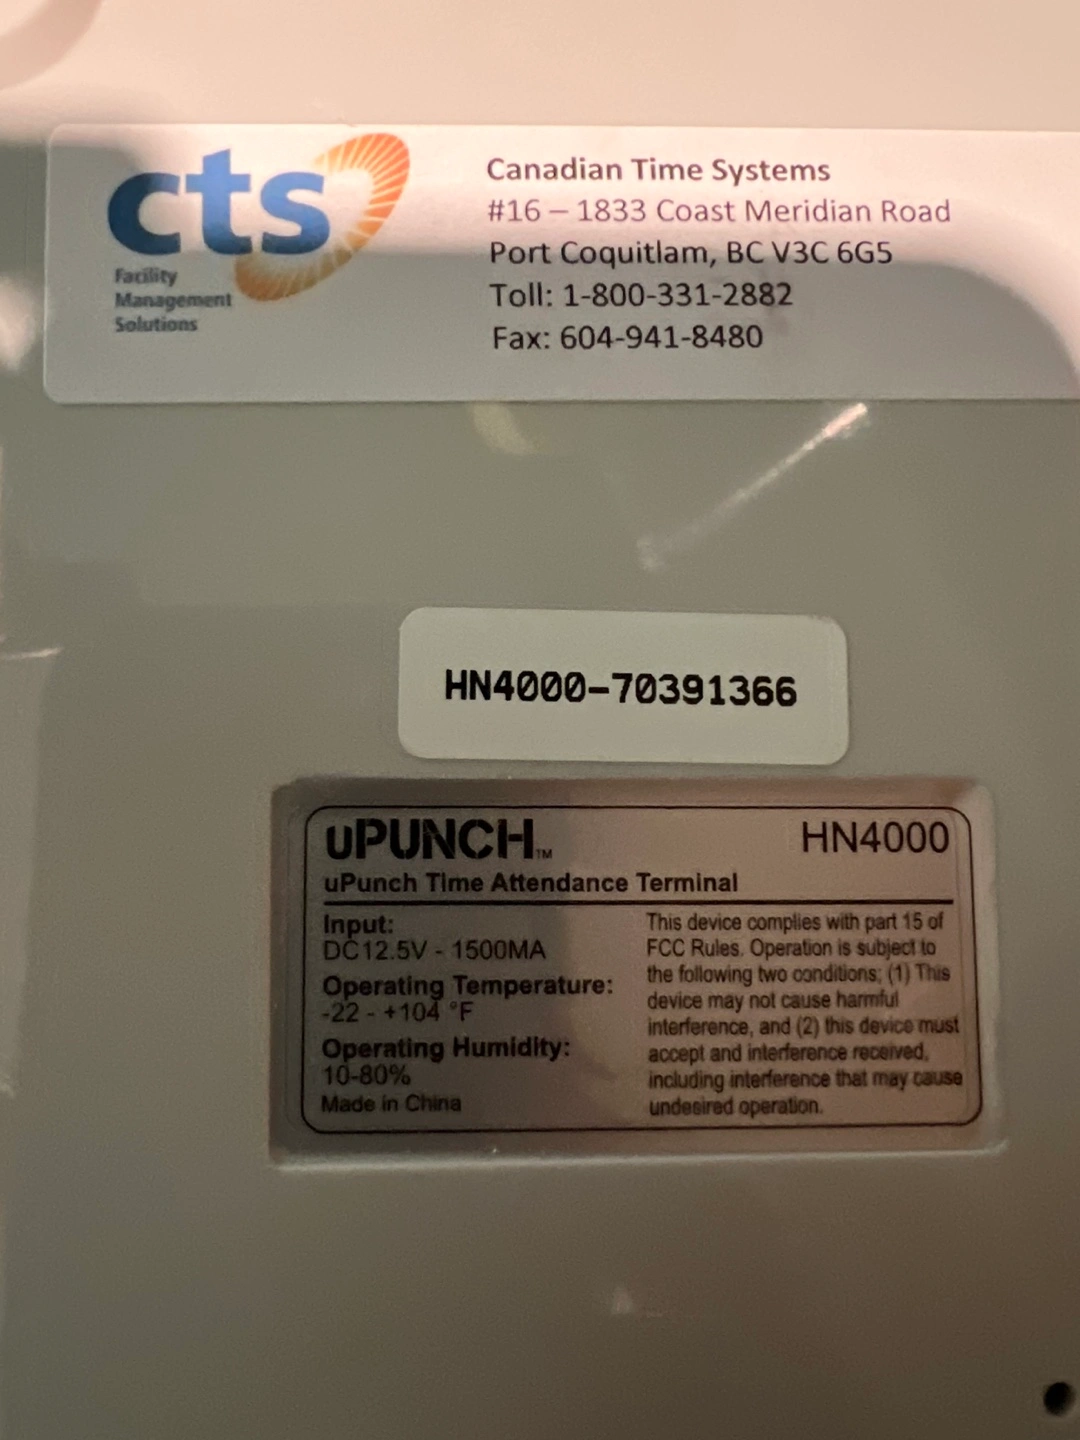 cts
Facility
Management
Solutions
Canadian Time Systems
#16 – 1833 Coast Meridian Road
Port Coquitlam, BC V3C 6G5
Toll: 1-800-331-2882
Fax: 604-941-8480
HN4000-70391366
uPUNCH™
HN4000
uPunch Time Attendance Terminal
Input:
DC12.5V - 1500MA
Operating Temperature:
-22 - +104 °F
Operating Humidity:
10-80%
Made in China
This device complies with part 15 of
FCC Rules. Operation is subject to
the following two conditions: (1) This
device may not cause harmful
interference, and (2) this device must
accept and interference received,
including interference that may cause
undesired operation.